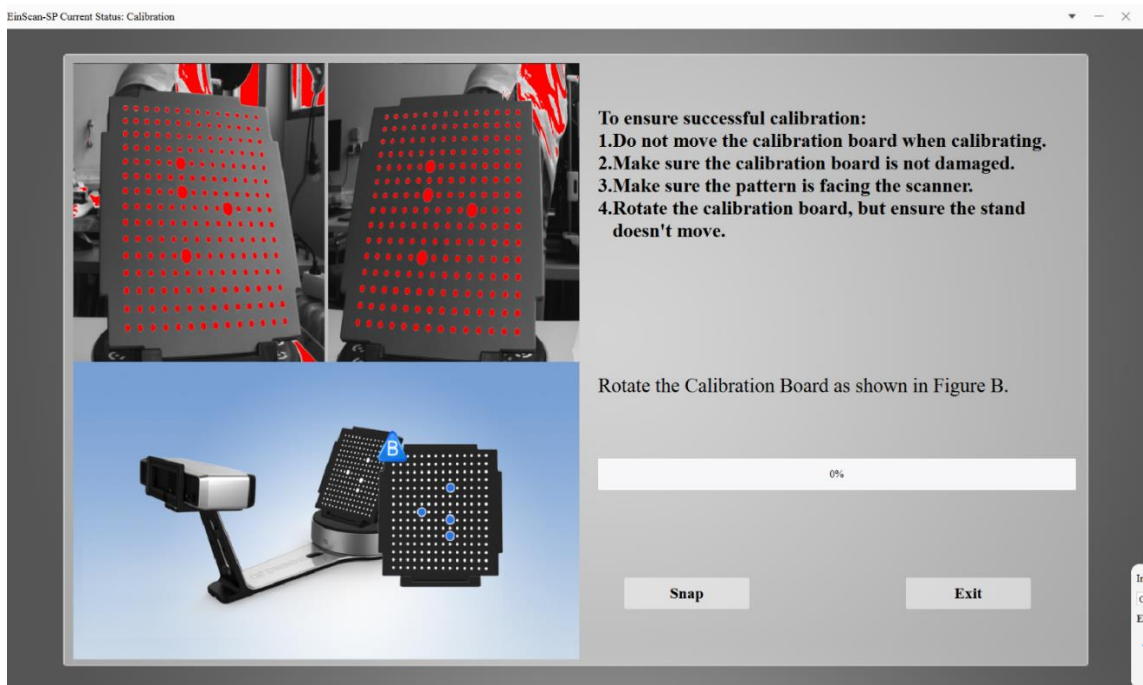 EinScan-SP Current Status: Calibration
To ensure successful calibration:
1.Do not move the calibration board when calibrating.
2.Make sure the calibration board is not damaged.
3.Make sure the pattern is facing the scanner.
4.Rotate the calibration board, but ensure the stand
doesn't move.
B
Rotate the Calibration Board as shown in Figure B.
0%
Snap
Exit